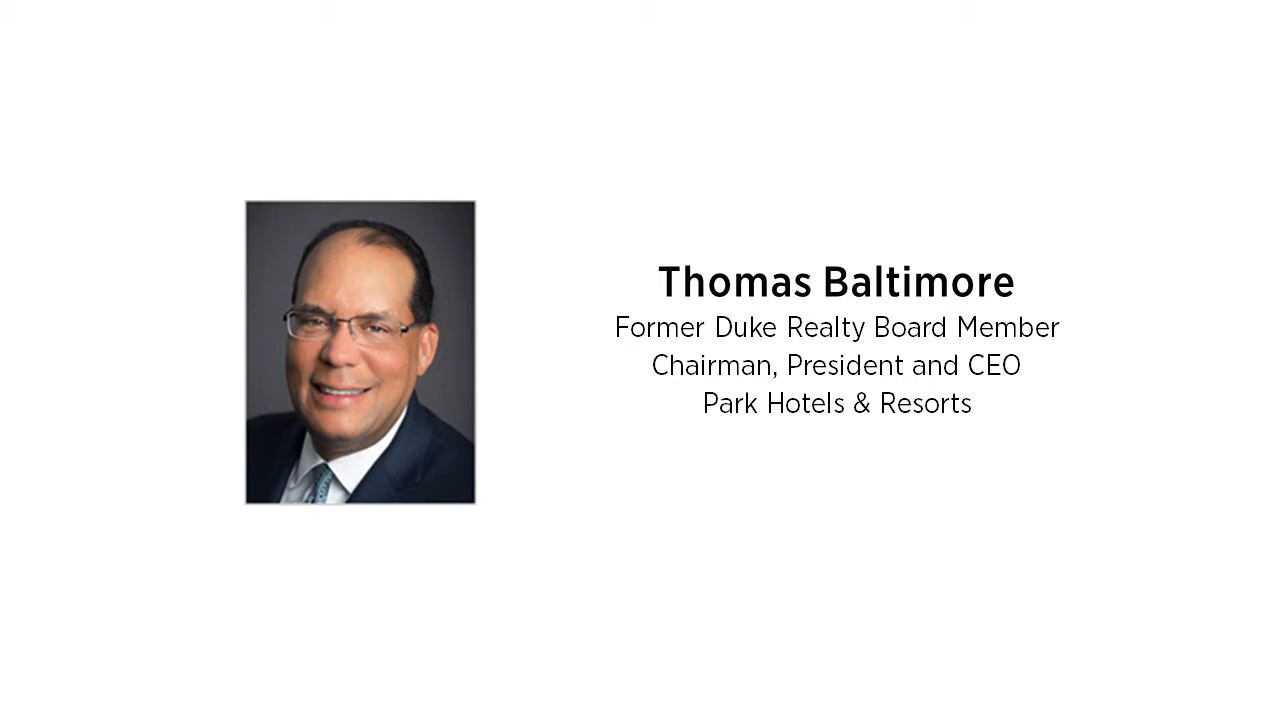 Thomas Baltimore
Former Duke Realty Board Member
Chairman, President and CEO
Park Hotels & Resorts